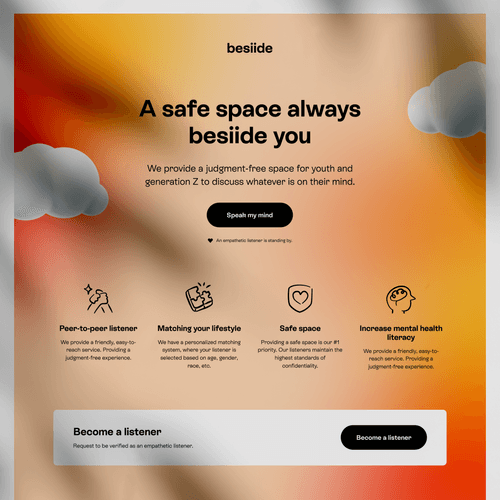 besiide
A safe space always
besiide you
We provide a judgment-free space for youth and
generation Z to discuss whatever is on their mind.
Speak my mind
An empathetic listener is standing by.
Peer-to-peer listener
We provide a friendly, easy-to-
reach service. Providing a
judgment-free experience.
Matching your lifestyle
We have a personalized matching
system, where your listener is
selected based on age, gender,
race, etc.
Safe space
Providing a safe space is our #1
priority. Our listeners maintain the
highest standards of
confidentiality.
Increase mental health
literacy
We provide a friendly, easy-to-
reach service. Providing a
judgment-free experience.
Become a listener
Request to be verified as an empathetic listener.
Become a listener